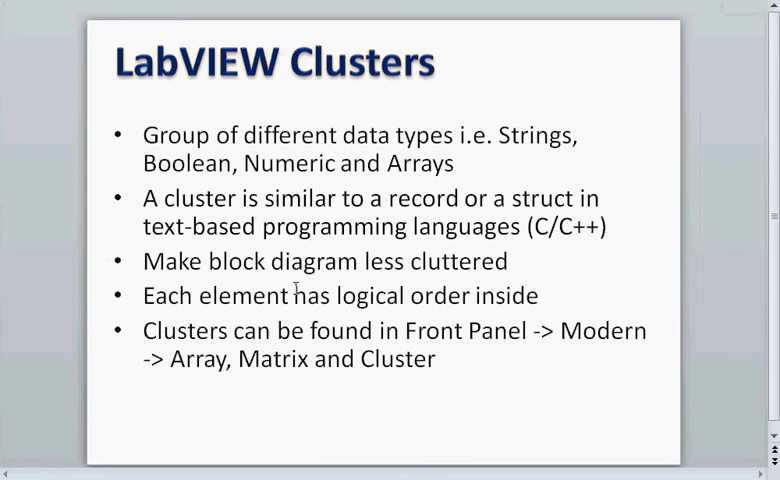 LabVIEW Clusters
• Group of different data types i.e. Strings,
Boolean, Numeric and Arrays
• A cluster is similar to a record or a struct in
text-based programming languages (C/C++)
• Make block diagram less cluttered
• Each element has logical order inside
• Clusters can be found in Front Panel -> Modern
-> Array, Matrix and Cluster